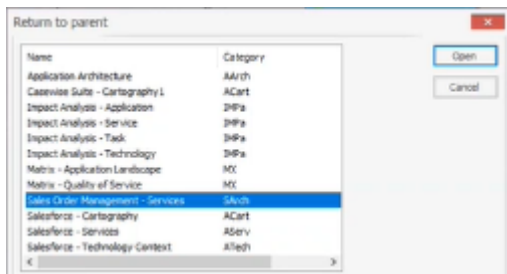 Return to parent
Name Category Open
Application Architecture AArch
Casewise Suite - Cartography1 ACart Cancel
Impact Analysis - Application IMPa
Impact Analysis - Service IMPa
Impact Analysis - Task IMPa
Impact Analysis - Technology IMPa
Matrix - Application Landscape MX
Matrix - Quality of Service MX
Sales Order Management - Services SArch
Salesforce - Cartography ACart
Salesforce - Services AServ
Salesforce - Technology Context ATech